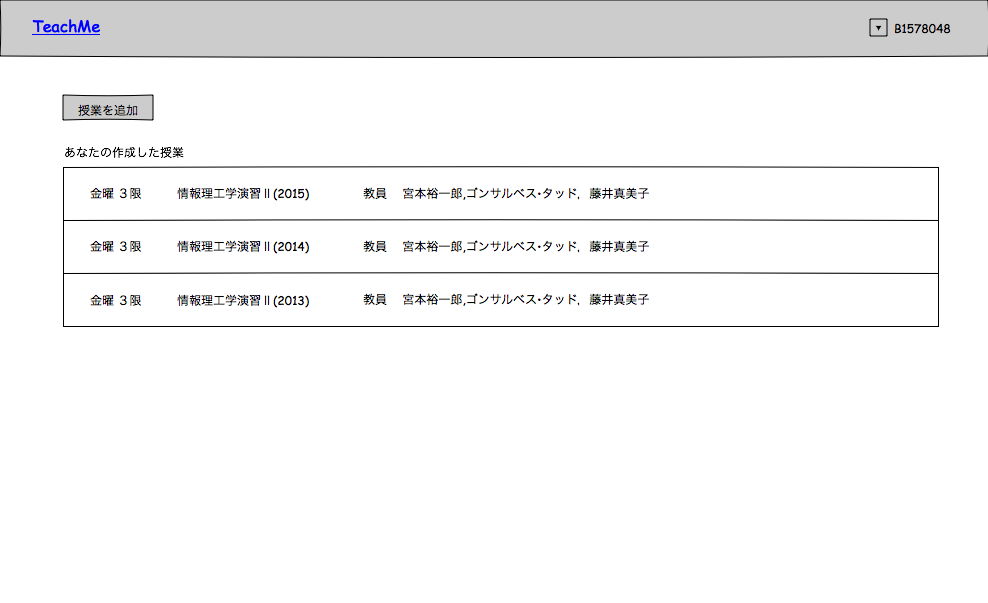 TeachMe
▼ B1578048
授業を追加
あなたの作成した授業
金曜 3限 情報理工学演習Ⅱ(2015) 教員 宮本裕一郎,ゴンサルベス・タッド, 藤井真美子
金曜 3限 情報理工学演習Ⅱ(2014) 教員 宮本裕一郎,ゴンサルベス・タッド, 藤井真美子
金曜 3限 情報理工学演習Ⅱ(2013) 教員 宮本裕一郎,ゴンサルベス・タッド, 藤井真美子